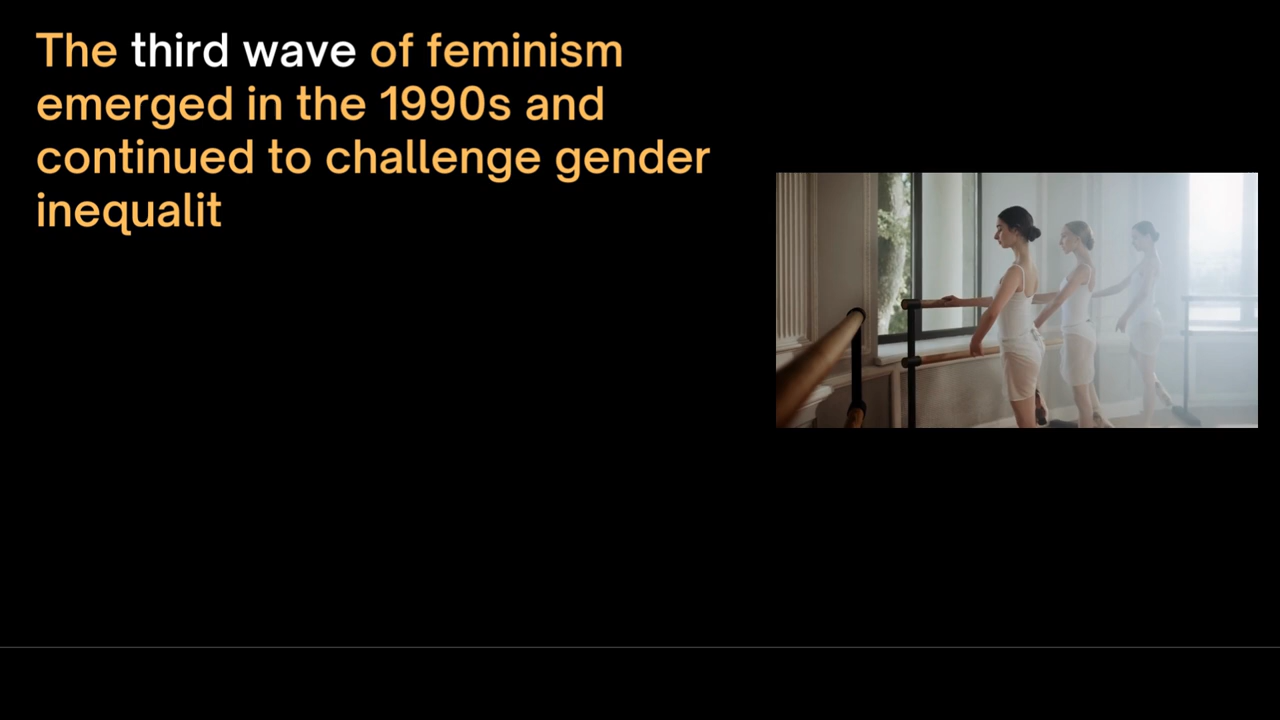 The third wave of feminism
emerged in the 1990s and
continued to challenge gender
inequalit